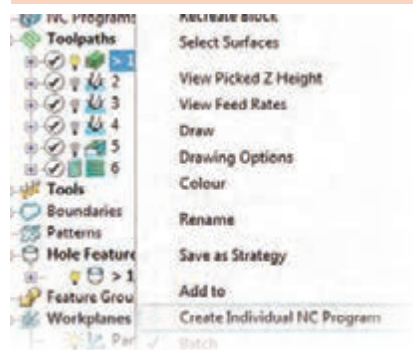 NC Programs
Toolpaths
> 1
2
3
4
5
6
Tools
Boundaries
Patterns
Hole Feature
> 1
Feature Grou
Workplanes
Par
Recreate Block
Select Surfaces
View Picked Z Height
View Feed Rates
Draw
Drawing Options
Colour
Rename
Save as Strategy
Add to
Create Individual NC Program
Batch